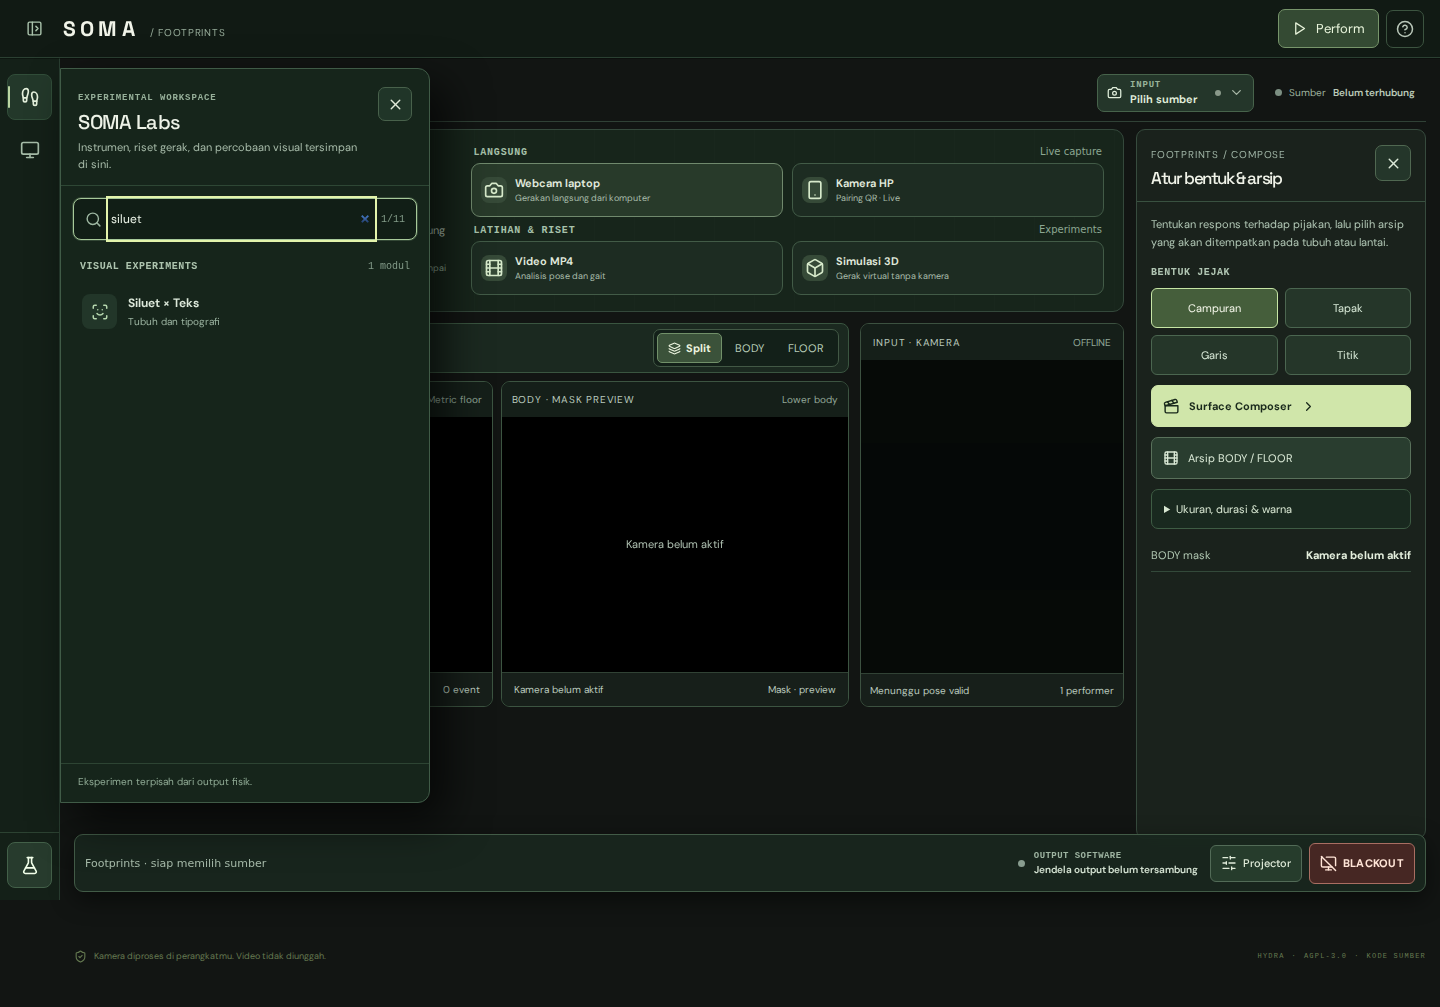 SOMA / FOOTPRINTS
Perform
EXPERIMENTAL WORKSPACE
SOMA Labs
Instrumen, riset gerak, dan percobaan visual tersimpan
di sini.
siluet
1/11
VISUAL EXPERIMENTS
1 modul
Siluet × Teks
Tubuh dan tipografi
Eksperimen terpisah dari output fisik.
INPUT
Pilih sumber
Sumber Belum terhubung
ung
npai
LANGSUNG
Live capture
Webcam laptop
Gerakan langsung dari komputer
Kamera HP
Pairing QR · Live
LATIHAN & RISET
Experiments
Video MP4
Analisis pose dan gait
Simulasi 3D
Gerak virtual tanpa kamera
Split
BODY
FLOOR
Metric floor
0 event
BODY · MASK PREVIEW
Lower body
Kamera belum aktif
Kamera belum aktif
Mask · preview
INPUT · KAMERA
OFFLINE
Menunggu pose valid
1 performer
FOOTPRINTS / COMPOSE
Atur bentuk & arsip
Tentukan respons terhadap pijakan, lalu pilih arsip
yang akan ditempatkan pada tubuh atau lantai.
BENTUK JEJAK
Campuran
Tapak
Garis
Titik
Surface Composer
Arsip BODY / FLOOR
Ukuran, durasi & warna
BODY mask
Kamera belum aktif
Footprints · siap memilih sumber
OUTPUT SOFTWARE
Jendela output belum tersambung
Projector
BLACKOUT
Kamera diproses di perangkatmu. Video tidak diunggah.
HYDRA · AGPL-3.0 · KODE SUMBER